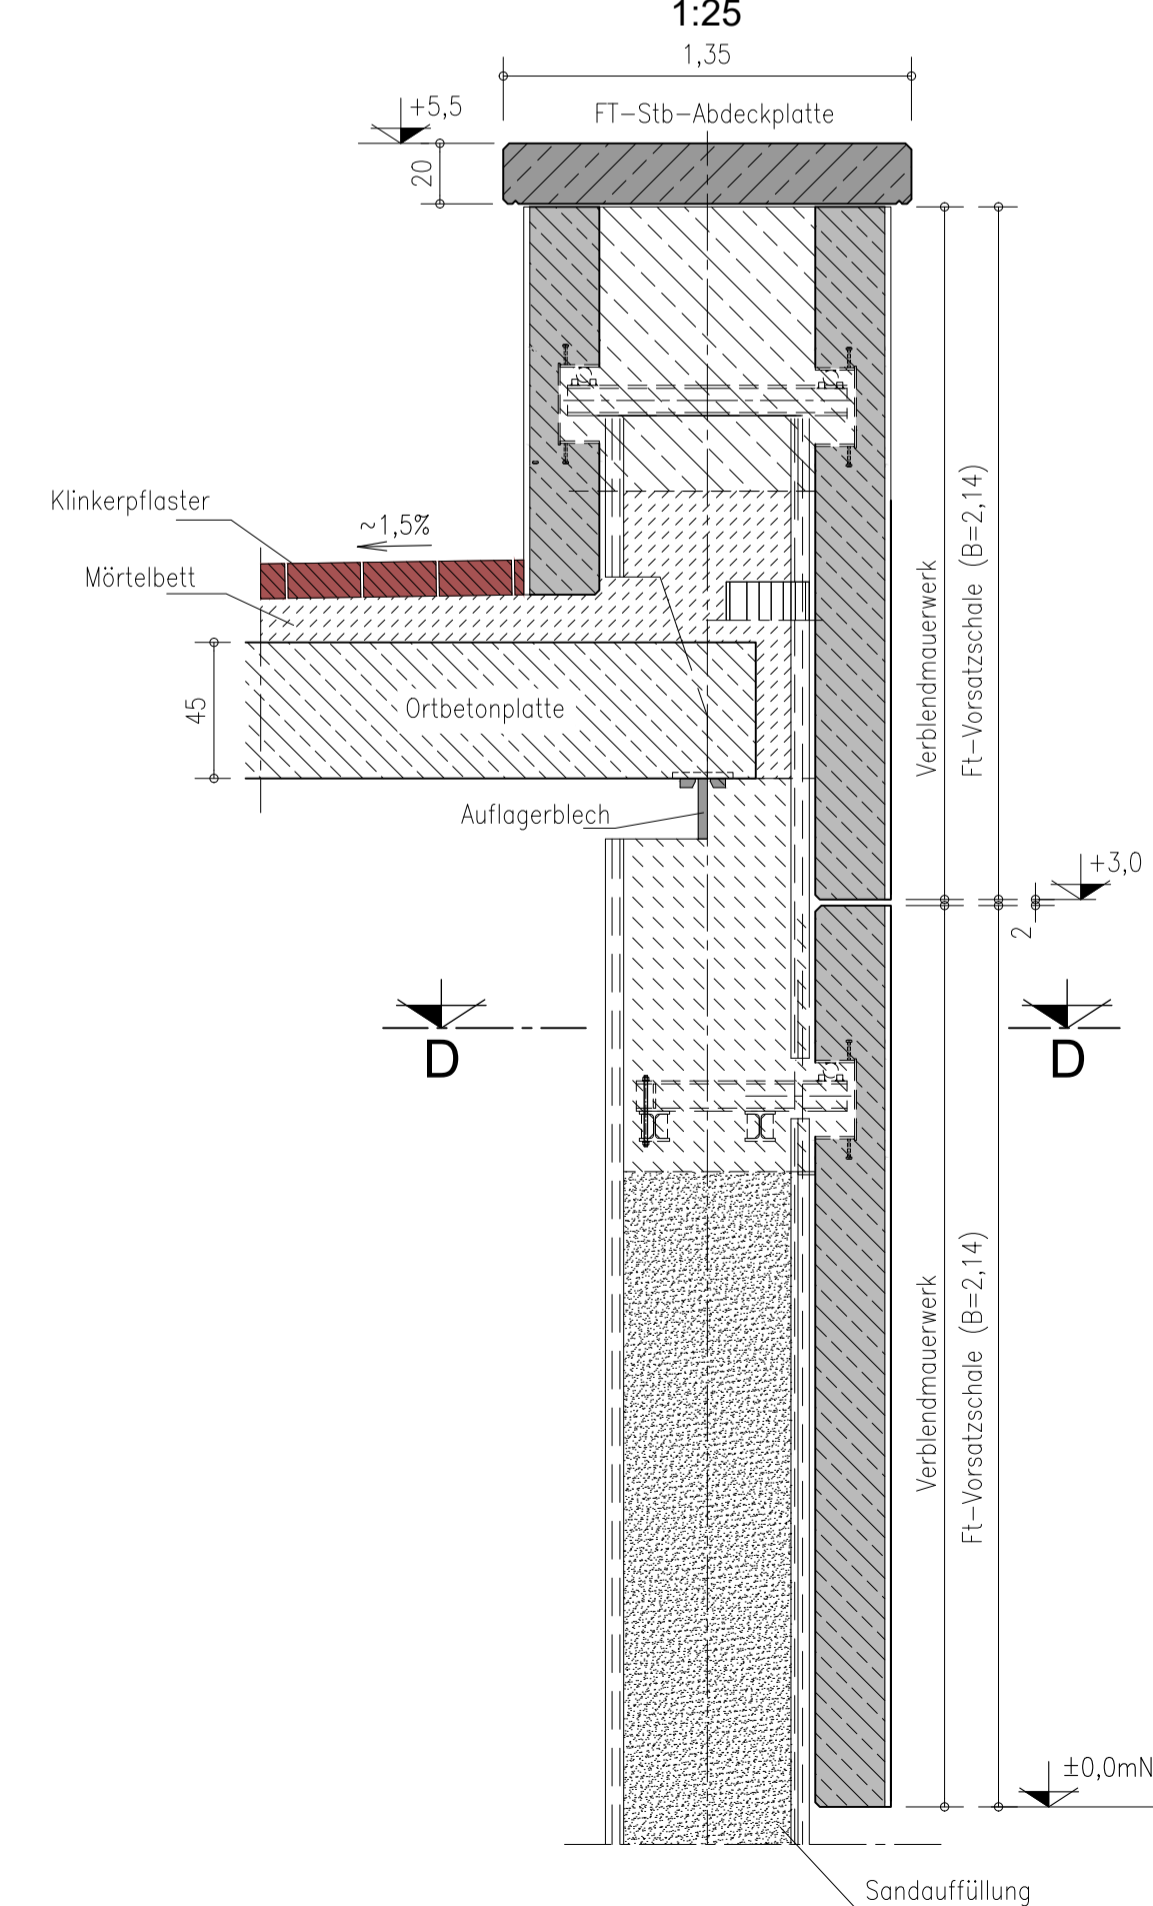 1:25
1,35
+5,5
FT-Stb-Abdeckplatte
20
Klinkerpflaster
~1,5%
Mörtelbett
45
Ortbetonplatte
Auflagerblech
Verblendmauerwerk
Ft-Vorsatzschale (B=2,14)
+3,0
2
D
D
Verblendmauerwerk
Ft-Vorsatzschale (B=2,14)
±0,0mN
Sandauffüllung